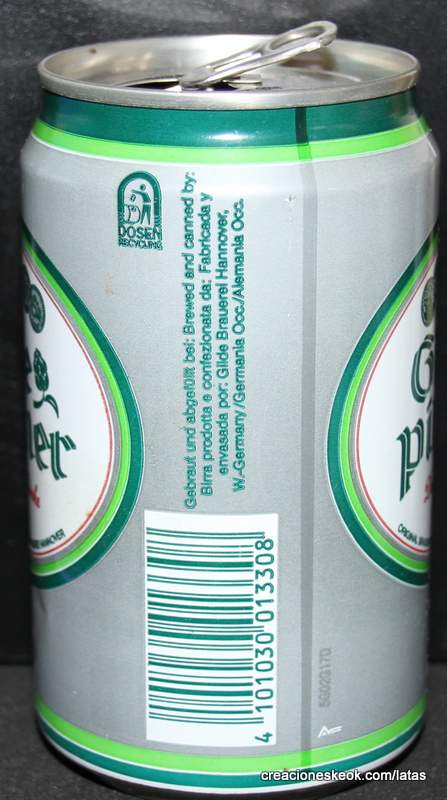 DOSEN
RECYCLING
Gebraut und abgefüllt bei: Brewed and canned by:
Birra prodotta e confezionata da: Fabricada y
envasada por: Gilde Brauerei Hannover,
W.-Germany/Germania Occ./Alemania Occ.
4 101030 013308
ORIGINAL
creacioneskeok.com/latas